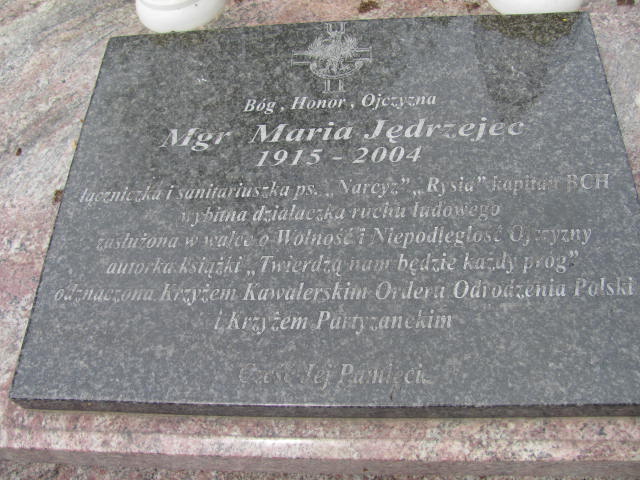 Bóg, Honor, Ojczyzna
Mgr Maria Jędrzejec
1915 - 2004
łączniczka i sanitariuszka ps. „Narcyz” „Rysia” kapitan BCH
wybitna działaczka ruchu ludowego
zasłużona w walce o Wolność i Niepodległość Ojczyzny
autorka książki „Twierdzą nam będzie każdy próg”
odznaczona Krzyżem Kawalerskim Orderu Odrodzenia Polski
i Krzyżem Partyzanckim
Cześć Jej Pamięci